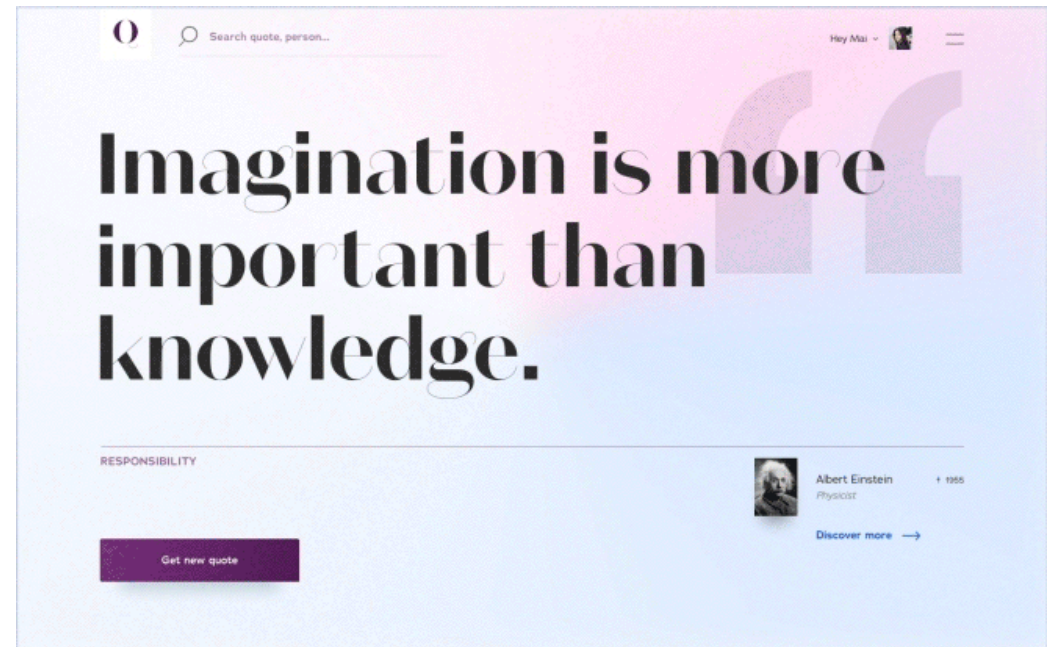 Q
Search quote, person...
Hey Mai
“
Imagination is more
important than
knowledge.
RESPONSIBILITY
Albert Einstein
† 1955
Physicist
Discover more →
Get new quote